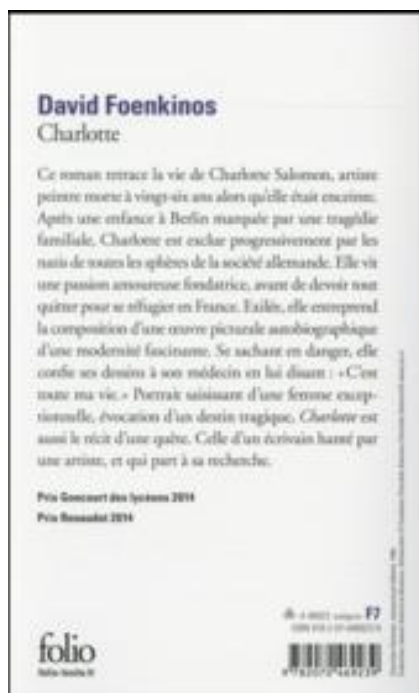 David Foenkinos
Charlotte
Ce roman retrace la vie de Charlotte Salomon, artiste
peintre morte à vingt-six ans alors qu'elle était enceinte.
Après une enfance à Berlin marquée par une tragédie
familiale, Charlotte est exclue progressivement par les
nazis de toutes les sphères de la société allemande. Elle vit
une passion amoureuse fondatrice, avant de devoir tout
quitter pour se réfugier en France. Exilée, elle entreprend
la composition d'une œuvre picturale autobiographique
d'une modernité fascinante. Se sachant en danger, elle
confie ses dessins à son médecin en lui disant : «C'est
toute ma vie.» Portrait saisissant d'une femme excep-
tionnelle, évocation d'un destin tragique, Charlotte est
aussi le récit d'une quête. Celle d'un écrivain hanté par
une artiste, et qui part à sa recherche.
Prix Goncourt des lycéens 2014
Prix Renaudot 2014
catégorie F7
ISBN
folio
9 782070 469239